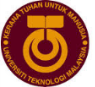 KERANA TUHAN UNTUK MANUSIA
UNIVERSITI TEKNOLOGI MALAYSIA